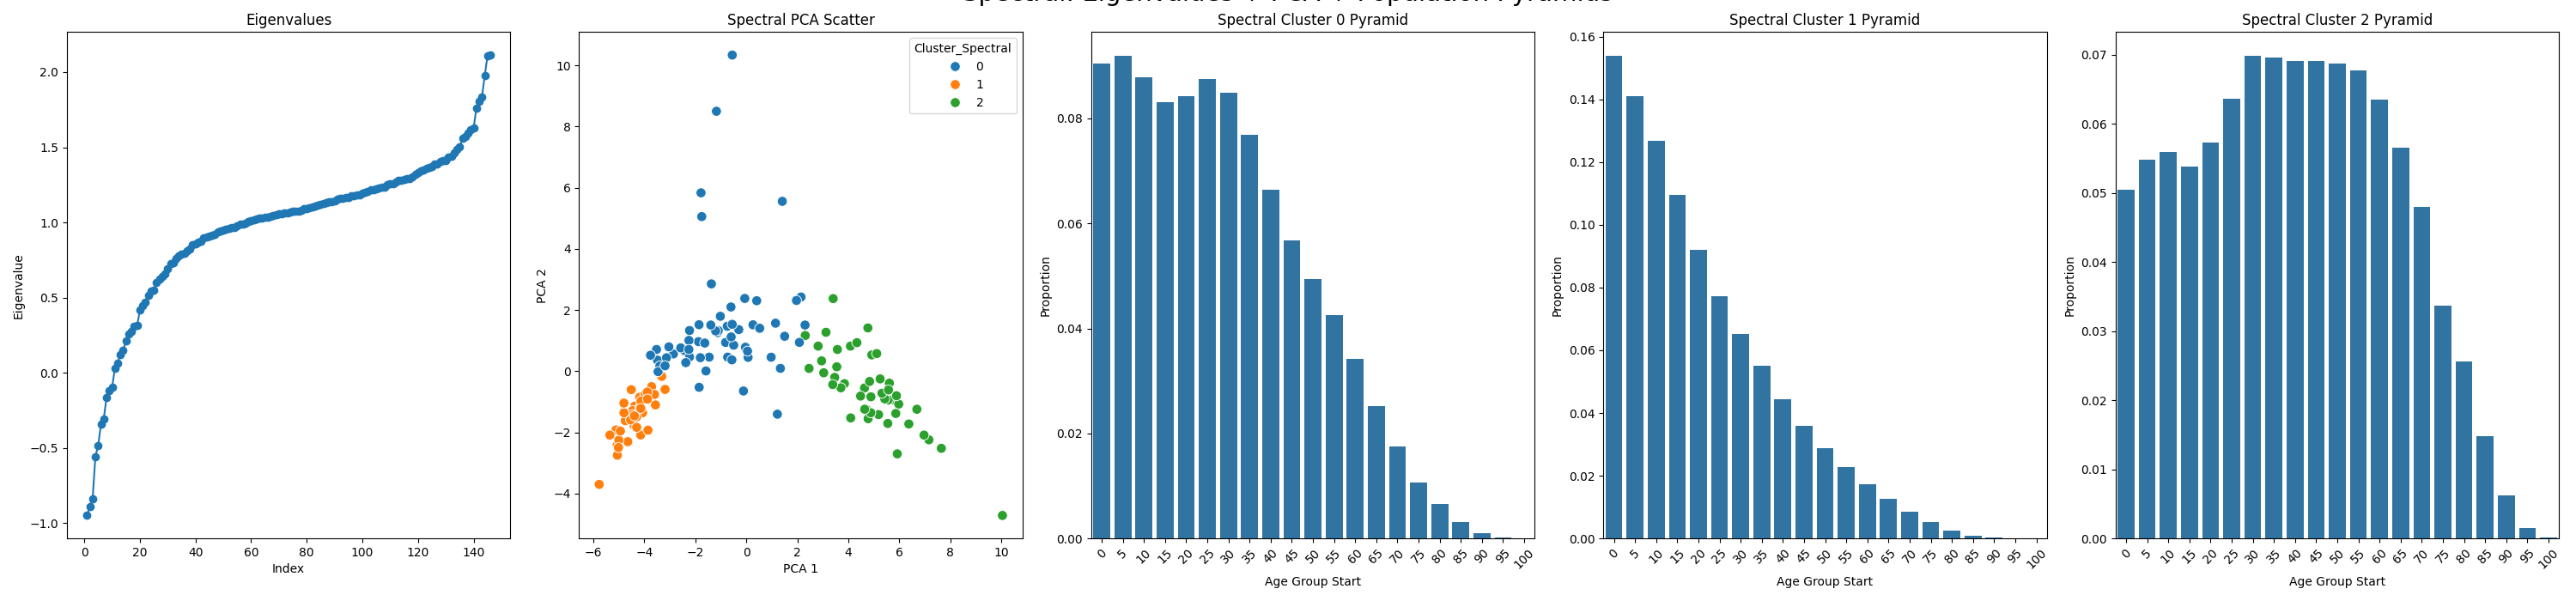 Spectral: Eigenvalues + PCA + Population Pyramids
Eigenvalues
2.0
1.5
1.0
0.5
0.0
−0.5
−1.0
Eigenvalue
0 20 40 60 80 100 120 140
Index
Spectral PCA Scatter
Cluster_Spectral
0
1
2
10
8
6
4
2
0
−2
−4
PCA 2
−6 −4 −2 0 2 4 6 8 10
PCA 1
Spectral Cluster 0 Pyramid
0.08
0.06
0.04
0.02
0.00
Proportion
0 5 10 15 20 25 30 35 40 45 50 55 60 65 70 75 80 85 90 95 100
Age Group Start
Spectral Cluster 1 Pyramid
0.16
0.14
0.12
0.10
0.08
0.06
0.04
0.02
0.00
Proportion
0 5 10 15 20 25 30 35 40 45 50 55 60 65 70 75 80 85 90 95 100
Age Group Start
Spectral Cluster 2 Pyramid
0.07
0.06
0.05
0.04
0.03
0.02
0.01
0.00
Proportion
0 5 10 15 20 25 30 35 40 45 50 55 60 65 70 75 80 85 90 95 100
Age Group Start